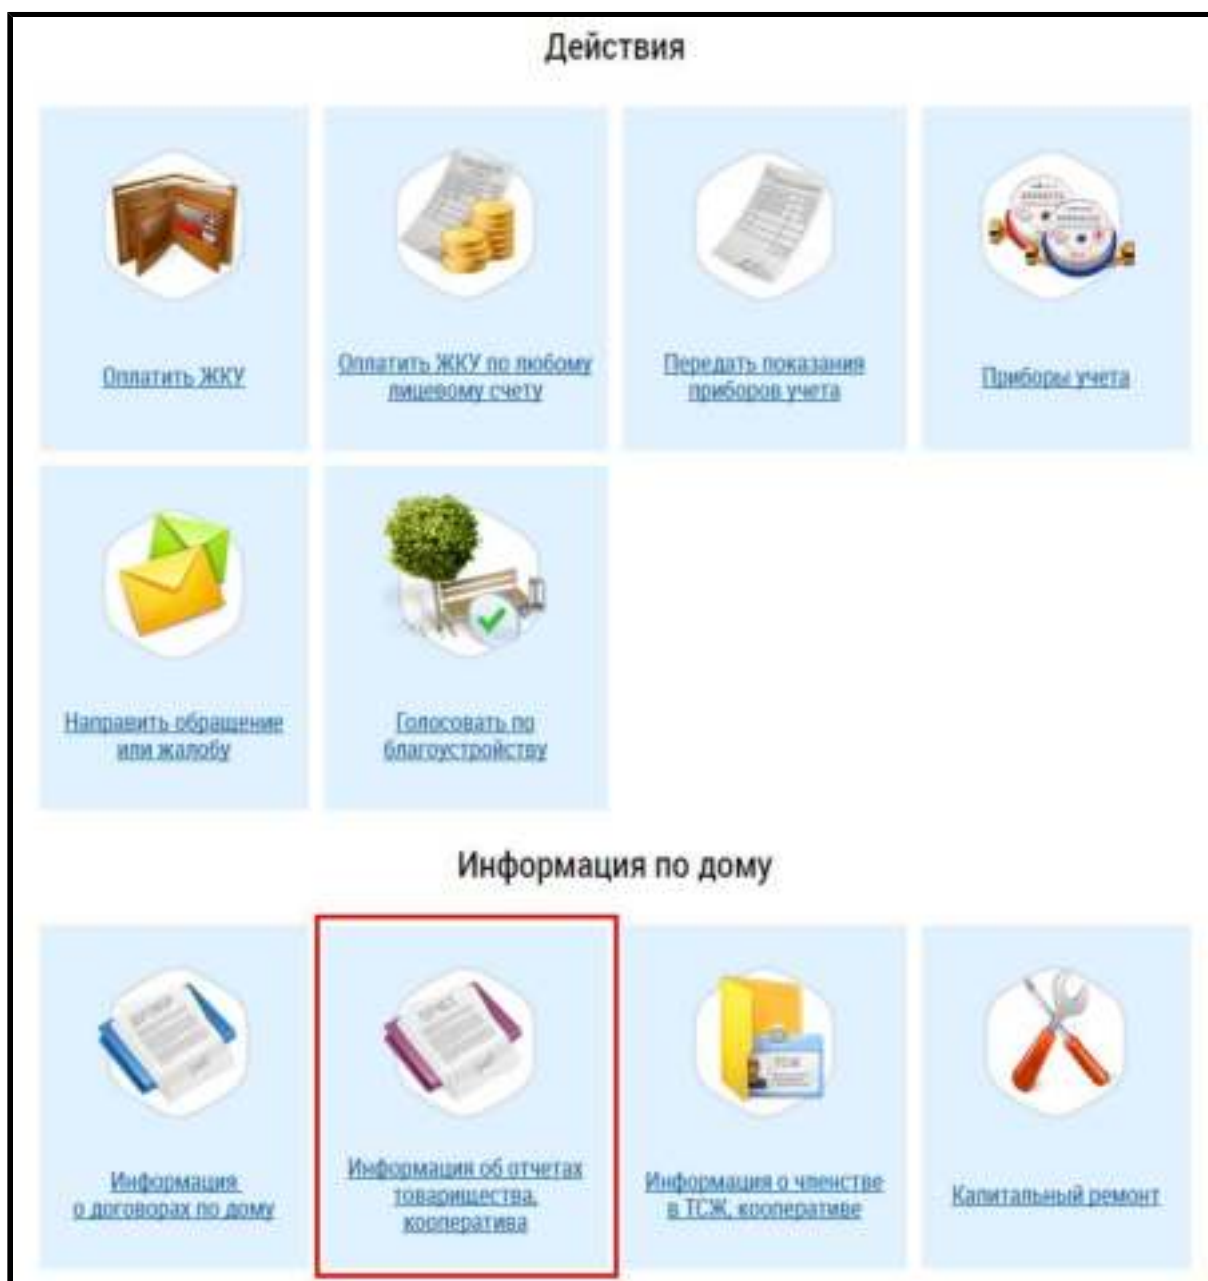 Действия
Оплатить ЖКУ
Оплатить ЖКУ по любому
лицевому счету
Передать показания
приборов учета
Приборы учета
Направить обращение
или жалобу
Голосовать по
благоустройству
Информация по дому
Информация
о договорах по дому
Информация об отчетах
товарищества,
кооператива
ТСЖ
Информация о членстве
в ТСЖ, кооперативе
Капитальный ремонт